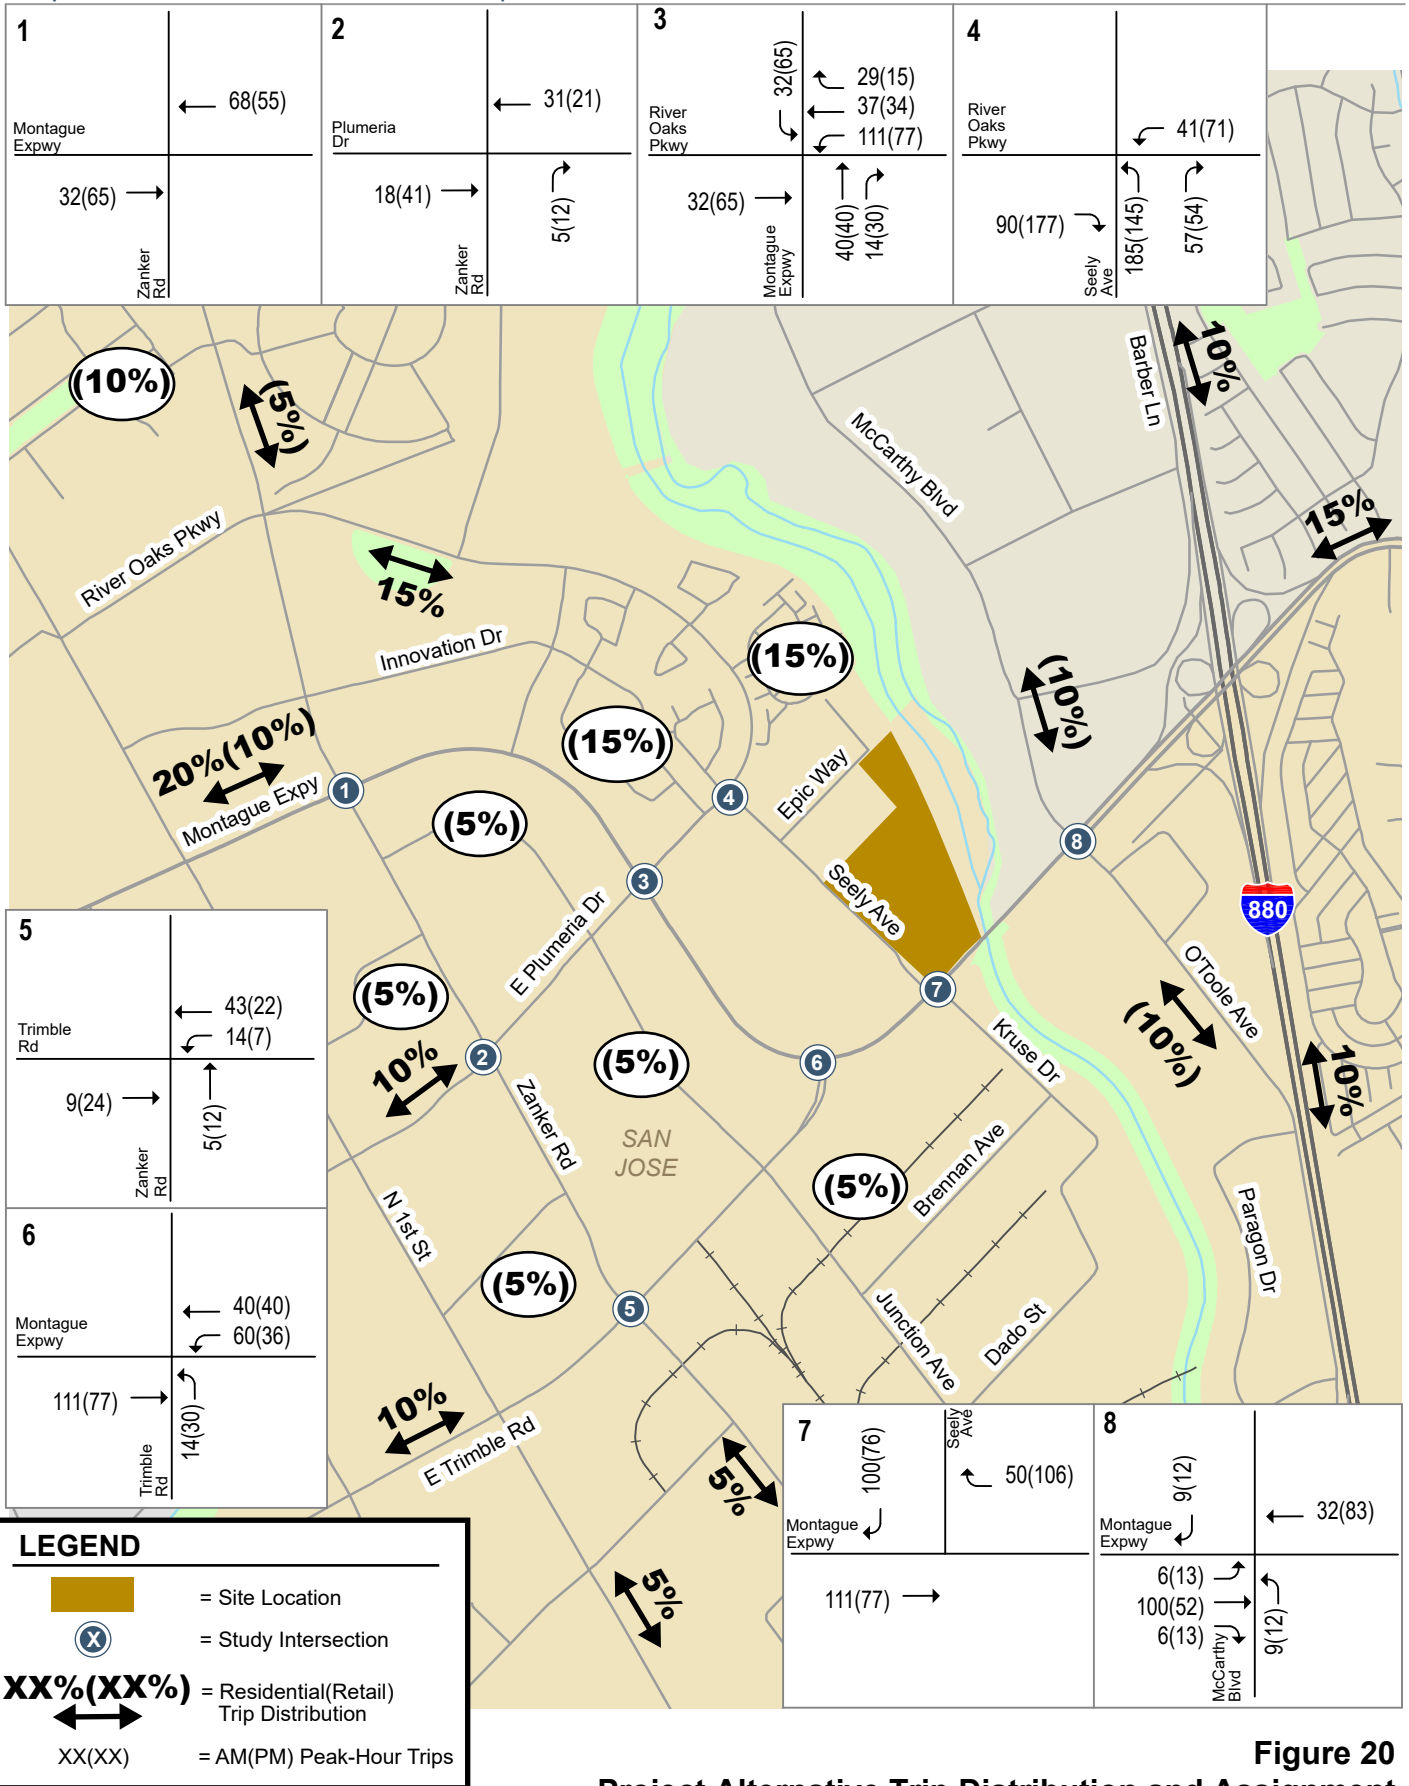 1
68(55)
Montague
Expwy
32(65)
Zanker
Rd
2
31(21)
Plumeria
Dr
18(41)
5(12)
Zanker
Rd
3
32(65)
29(15)
37(34)
111(77)
River
Oaks
Pkwy
32(65)
40(40)
14(30)
Montague
Expwy
4
41(71)
River
Oaks
Pkwy
90(177)
185(145)
57(54)
Seely
Ave
(10%)
(5%)
River Oaks Pkwy
15%
Innovation Dr
20%(10%)
Montague Expy
1
(15%)
(15%)
McCarthy Blvd
Barber Ln
10%
15%
(10%)
Epic Way
4
(5%)
3
Seely Ave
8
880
E Plumeria Dr
7
O'Toole Ave
(5%)
10%
2
(5%)
6
Kruse Dr
(10%)
10%
Zanker Rd
SAN
JOSE
N 1st St
(5%)
Brennan Ave
Paragon Dr
(5%)
5
Junction Ave
Dado St
10%
E Trimble Rd
5%
5%
5
43(22)
14(7)
Trimble
Rd
9(24)
5(12)
Zanker
Rd
6
40(40)
60(36)
Montague
Expwy
111(77)
14(30)
Trimble
Rd
7
100(76)
Seely
Ave
50(106)
Montague
Expwy
111(77)
8
9(12)
32(83)
Montague
Expwy
6(13)
100(52)
6(13)
9(12)
McCarthy
Blvd
LEGEND
= Site Location
X = Study Intersection
XX%(XX%) = Residential(Retail)
Trip Distribution
XX(XX) = AM(PM) Peak-Hour Trips
Figure 20
Project Alternative Trip Distribution and Assignment